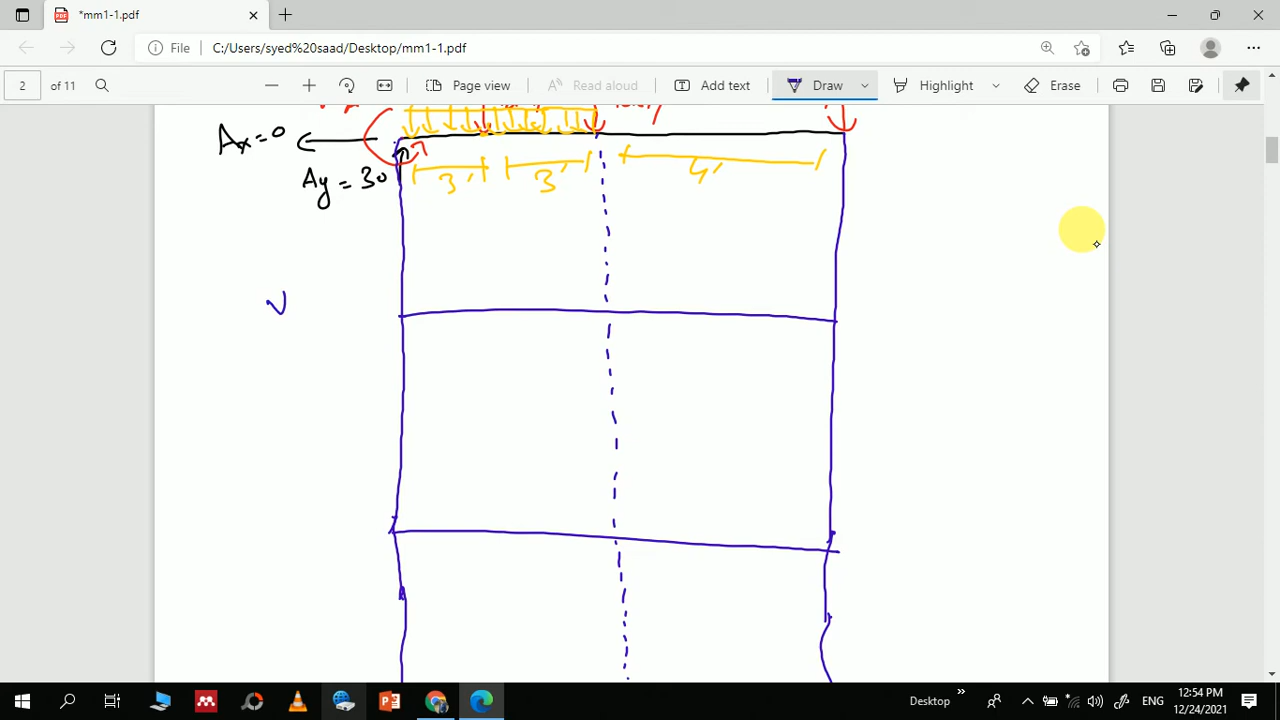 *mm1-1.pdf
File
C:/Users/syed%20saad/Desktop/mm1-1.pdf
2 of 11
Page view
Read aloud
Add text
Draw
Highlight
Erase
Ax=0
Ay = 30
3' 3' 4'
V
Desktop
ENG
12:54 PM
12/24/2021